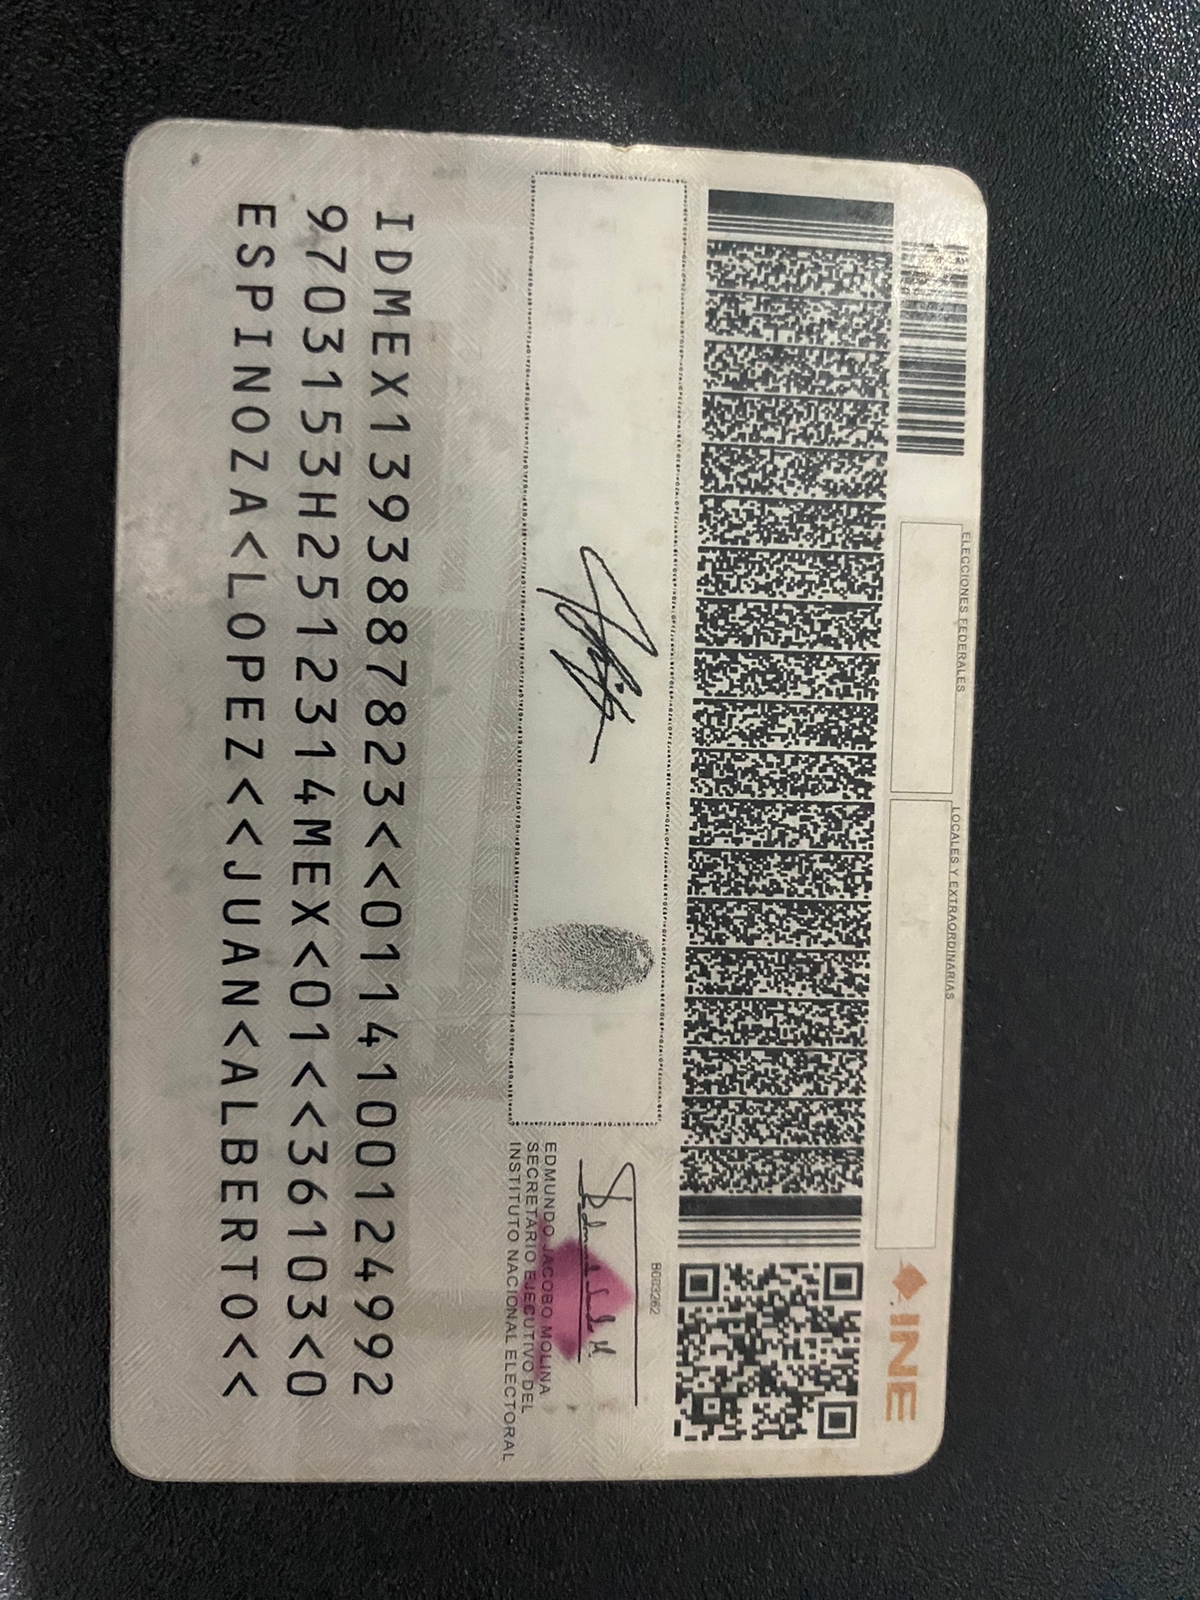 ELECCIONES FEDERALES
LOCALES Y EXTRAORDINARIAS
INE
8003262
EDMUNDO JACOBO MOLINA
SECRETARIO EJECUTIVO DEL
INSTITUTO NACIONAL ELECTORAL
IDMEX1393887823<<0114100124992
9703153H2512314MEX<01<<36103<0
ESPINOZA<LOPEZ<<JUAN<ALBERTO<<